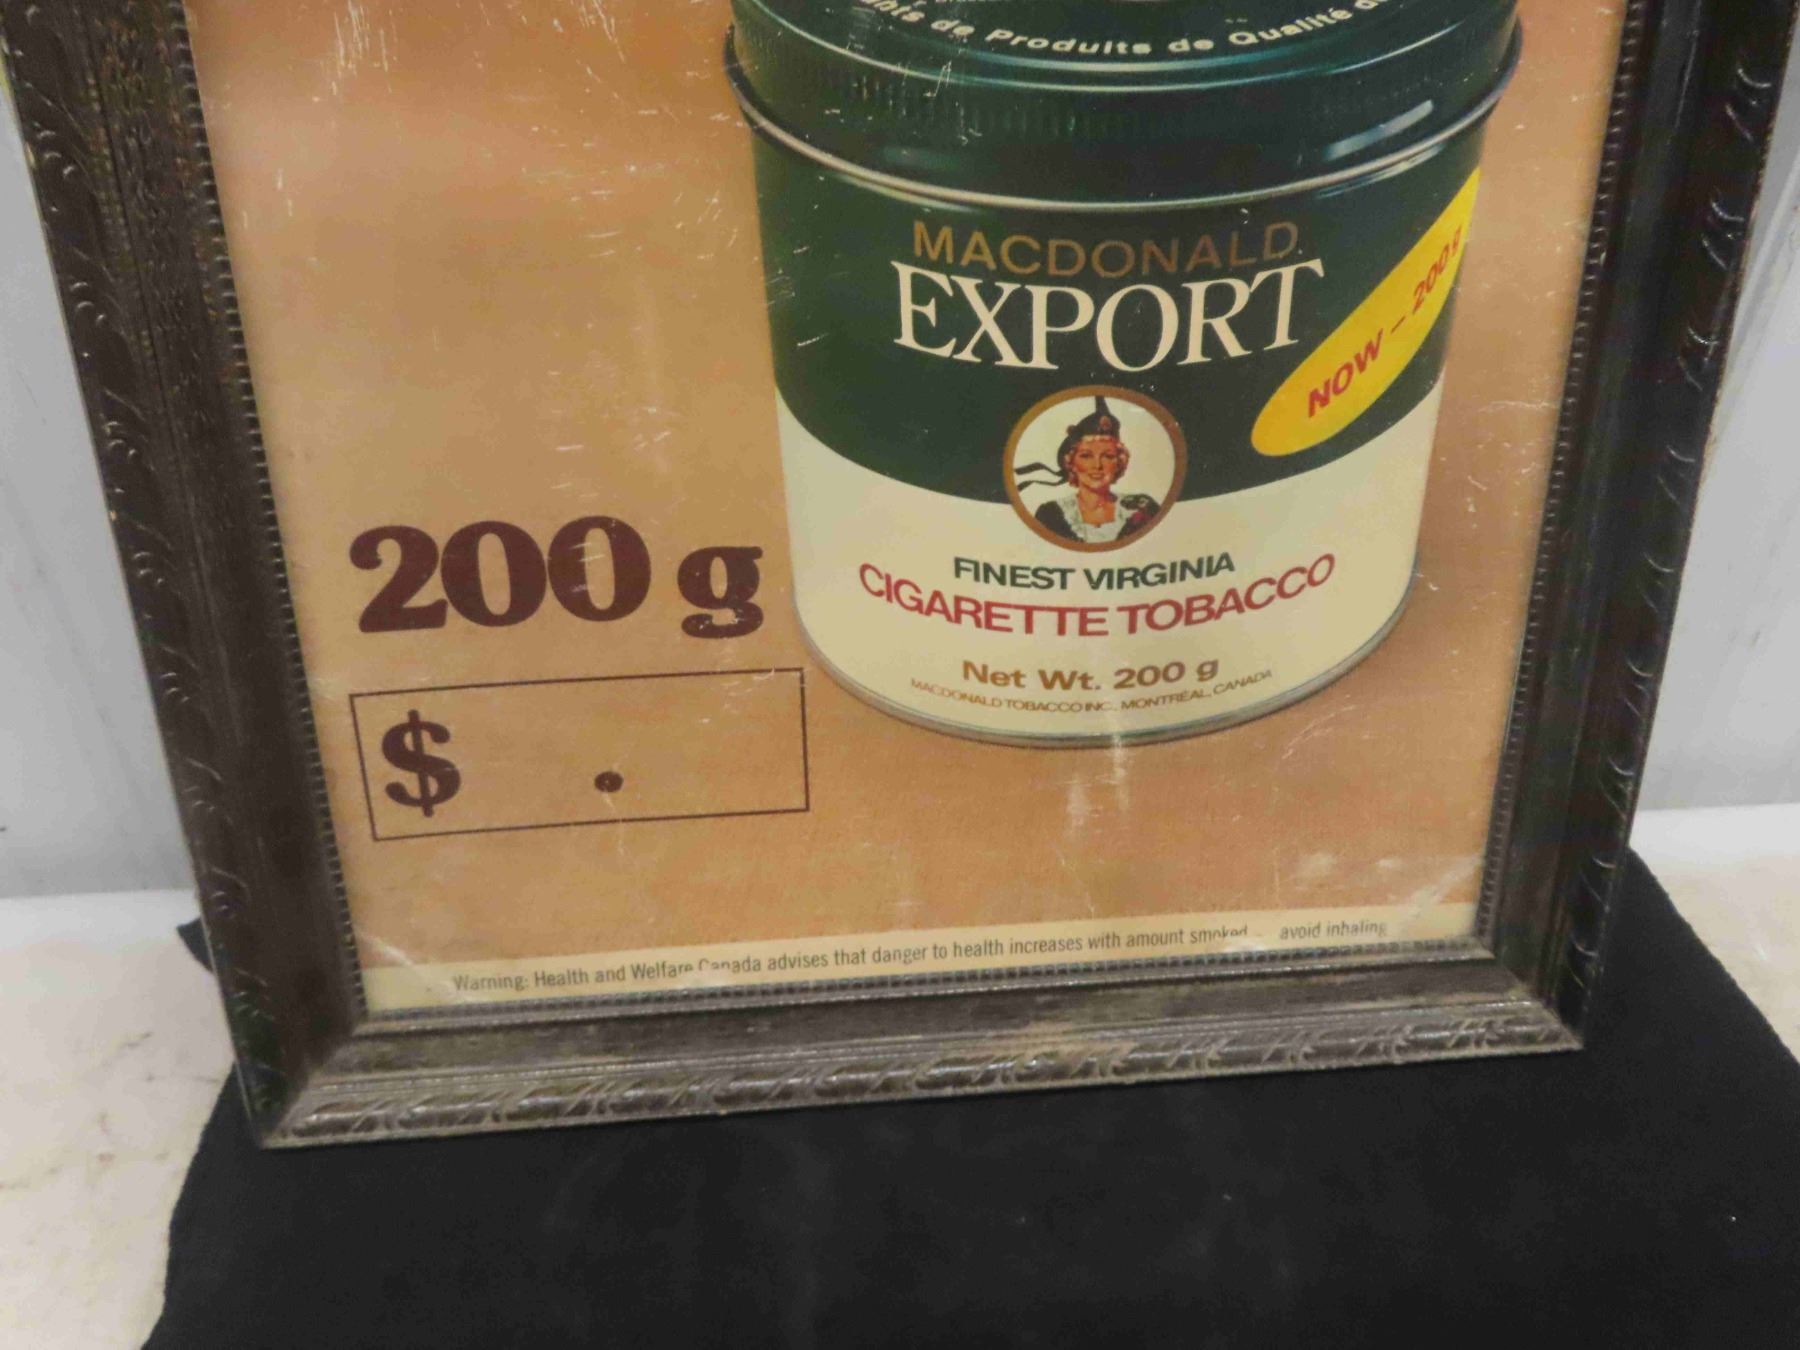 de Produits de Qualité
MACDONALD
EXPORT
NOW – 200 g
FINEST VIRGINIA
CIGARETTE TOBACCO
Net Wt. 200 g
MACDONALD TOBACCO INC., MONTRÉAL, CANADA
200 g
$ .
Warning: Health and Welfare Canada advises that danger to health increases with amount smoked avoid inhaling